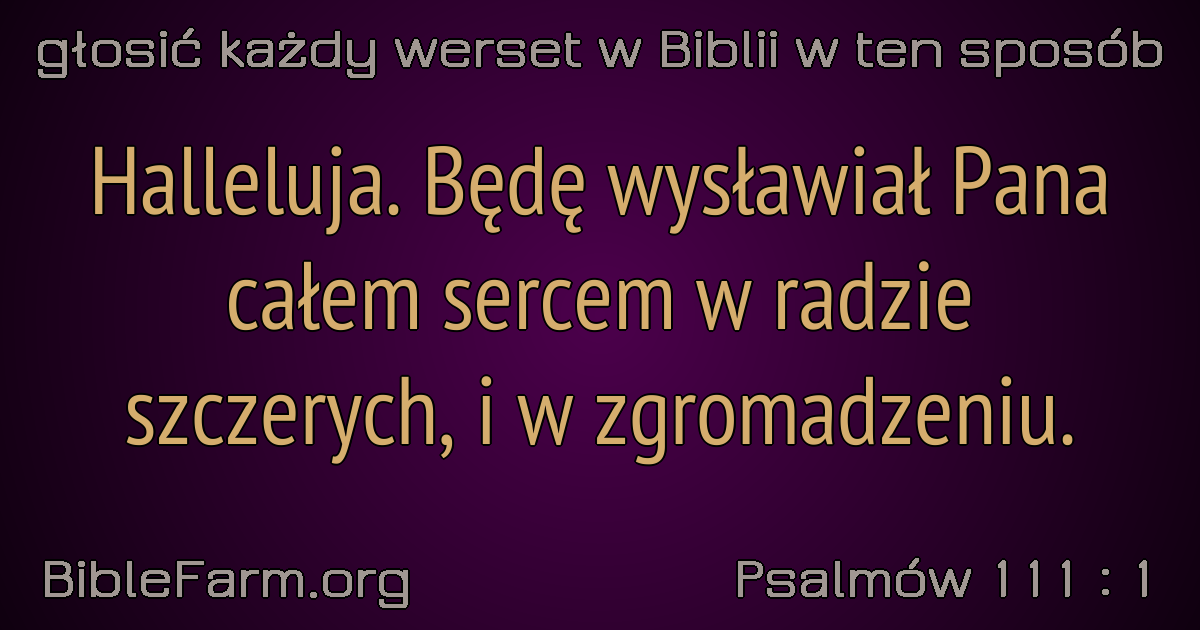 głosić każdy werset w Biblii w ten sposób
Halleluja. Będę wysławiał Pana
całem sercem w radzie
szczerych, i w zgromadzeniu.
BibleFarm.org
Psalmów 111 : 1